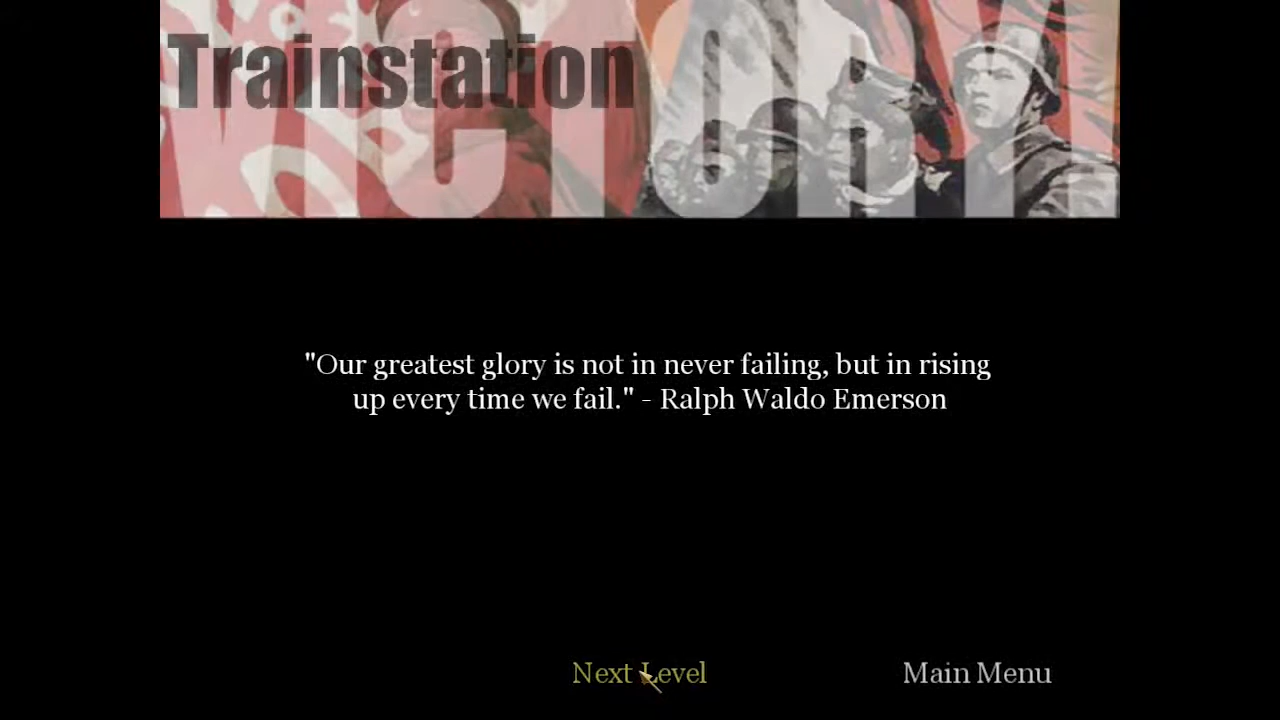 VICTORY!
Trainstation
"Our greatest glory is not in never failing, but in rising
up every time we fail." - Ralph Waldo Emerson
Next Level
Main Menu